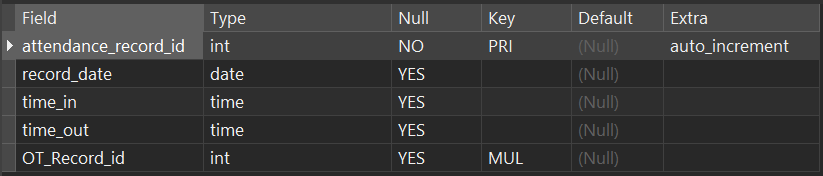 Field Type Null Key Default Extra
attendance_record_id int NO PRI (Null) auto_increment
record_date date YES (Null)
time_in time YES (Null)
time_out time YES (Null)
OT_Record_id int YES MUL (Null)